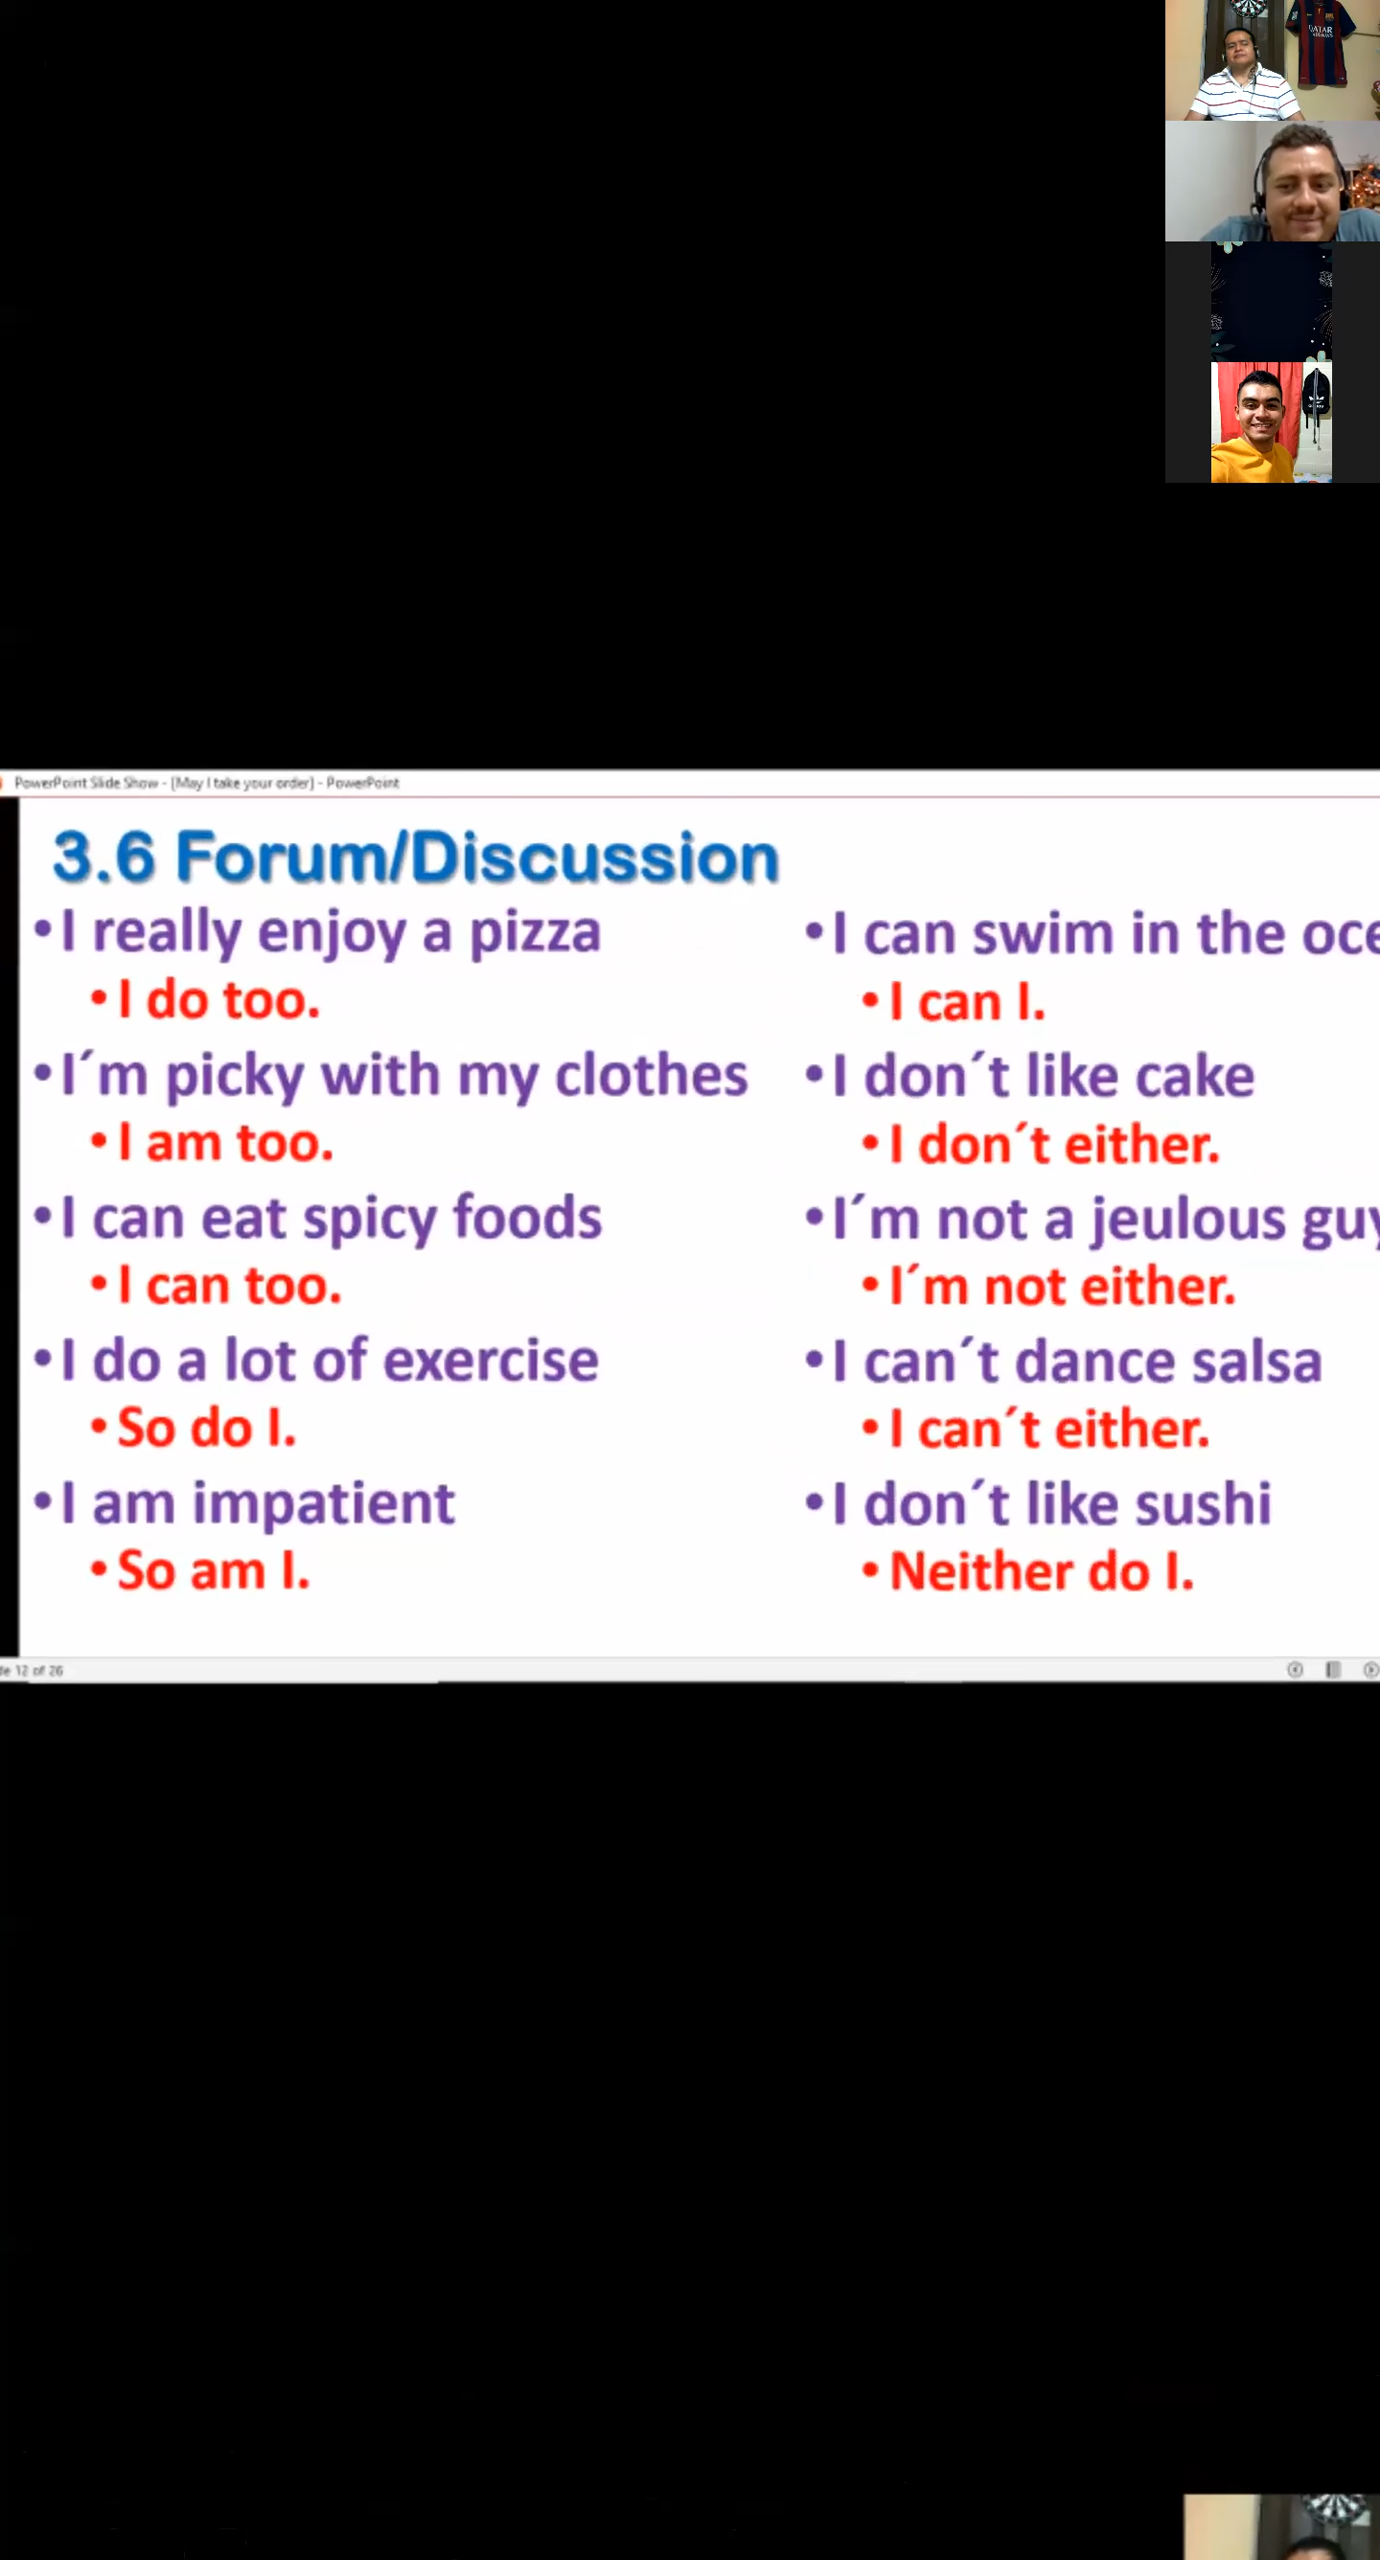 QATAR
AIRWAYS
PowerPoint Slide Show - [May I take your order] - PowerPoint
3.6 Forum/Discussion
•I really enjoy a pizza
•I do too.
•I´m picky with my clothes
•I am too.
•I can eat spicy foods
•I can too.
•I do a lot of exercise
•So do I.
•I am impatient
•So am I.
•I can swim in the oce
•I can I.
•I don´t like cake
•I don´t either.
•I´m not a jeulous guy
•I´m not either.
•I can´t dance salsa
•I can´t either.
•I don´t like sushi
•Neither do I.
de 12 of 26